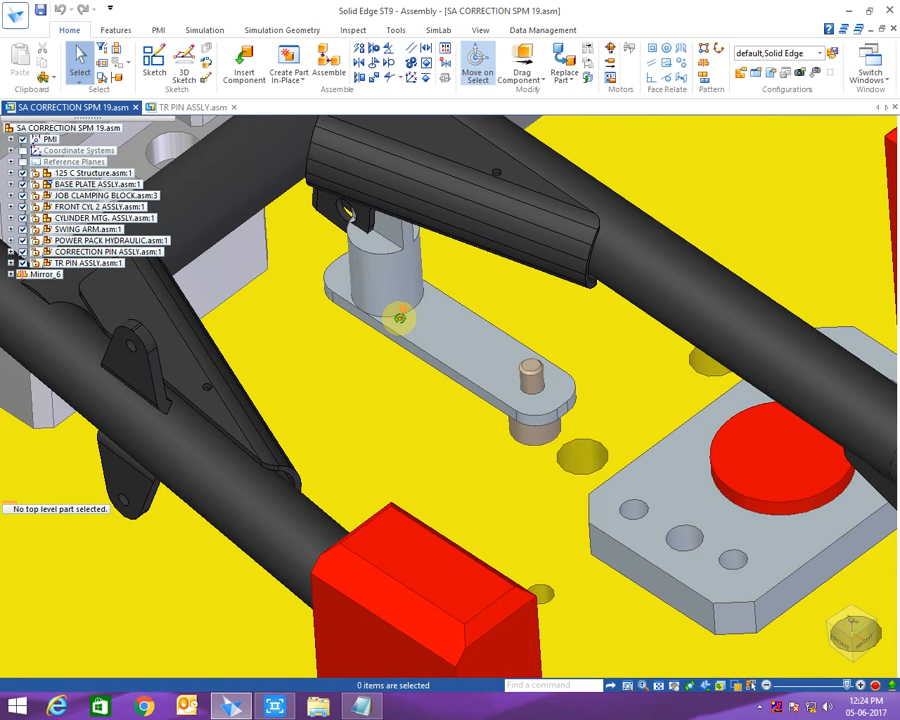 Solid Edge ST9 - Assembly - [SA CORRECTION SPM 19.asm]
Home Features PMI Simulation Simulation Geometry Inspect Tools SimLab View Data Management
Paste
Select
Sketch
3D Sketch
Insert Component
Create Part In-Place
Assemble
Move on Select
Drag Component
Replace Part
default,Solid Edge
Switch Windows
Clipboard Select Sketch Assemble Modify Motors Pattern Configurations Window
SA CORRECTION SPM 19.asm TR PIN ASSLY.asm
SA CORRECTION SPM 19.asm
PMI
Coordinate Systems
Reference Planes
125 C Structure.asm:1
BASE PLATE ASSLY.asm:1
JOB CLAMPING BLOCK.asm:3
FRONT CYL 2 ASSLY.asm:1
CYLINDER MTG. ASSLY.asm:1
SWING ARM.asm:1
POWER PACK HYDRAULIC.asm:1
CORRECTION PIN ASSLY.asm:1
TR PIN ASSLY.asm:1
Mirror_6
No top level part selected.
0 items are selected
Find a command
12:24 PM
05-06-2017